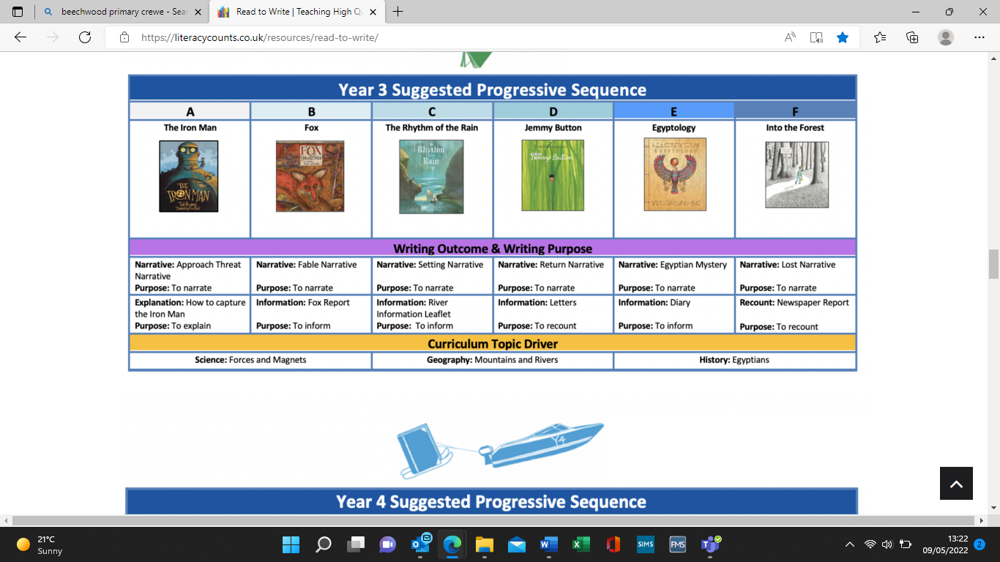 beechwood primary crewe - Sear
Read to Write | Teaching High Qu
https://literacycounts.co.uk/resources/read-to-write/
Year 3 Suggested Progressive Sequence
A B C D E F
The Iron Man Fox The Rhythm of the Rain Jemmy Button Egyptology Into the Forest
THE IRON MAN
FOX
Rhythm
Rain
Jemmy Button
EGYPTOLOGY
Writing Outcome & Writing Purpose
Narrative: Approach Threat Narrative: Fable Narrative Narrative: Setting Narrative Narrative: Return Narrative Narrative: Egyptian Mystery Narrative: Lost Narrative
Narrative
Purpose: To narrate Purpose: To narrate Purpose: To narrate Purpose: To narrate Purpose: To narrate Purpose: To narrate
Explanation: How to capture Information: Fox Report Information: River Information: Letters Information: Diary Recount: Newspaper Report
the Iron Man Information Leaflet
Purpose: To explain Purpose: To inform Purpose: To inform Purpose: To recount Purpose: To inform Purpose: To recount
Curriculum Topic Driver
Science: Forces and Magnets Geography: Mountains and Rivers History: Egyptians
Y4
Year 4 Suggested Progressive Sequence
21°C
Sunny
SIMS
FMS
13:22
09/05/2022
2